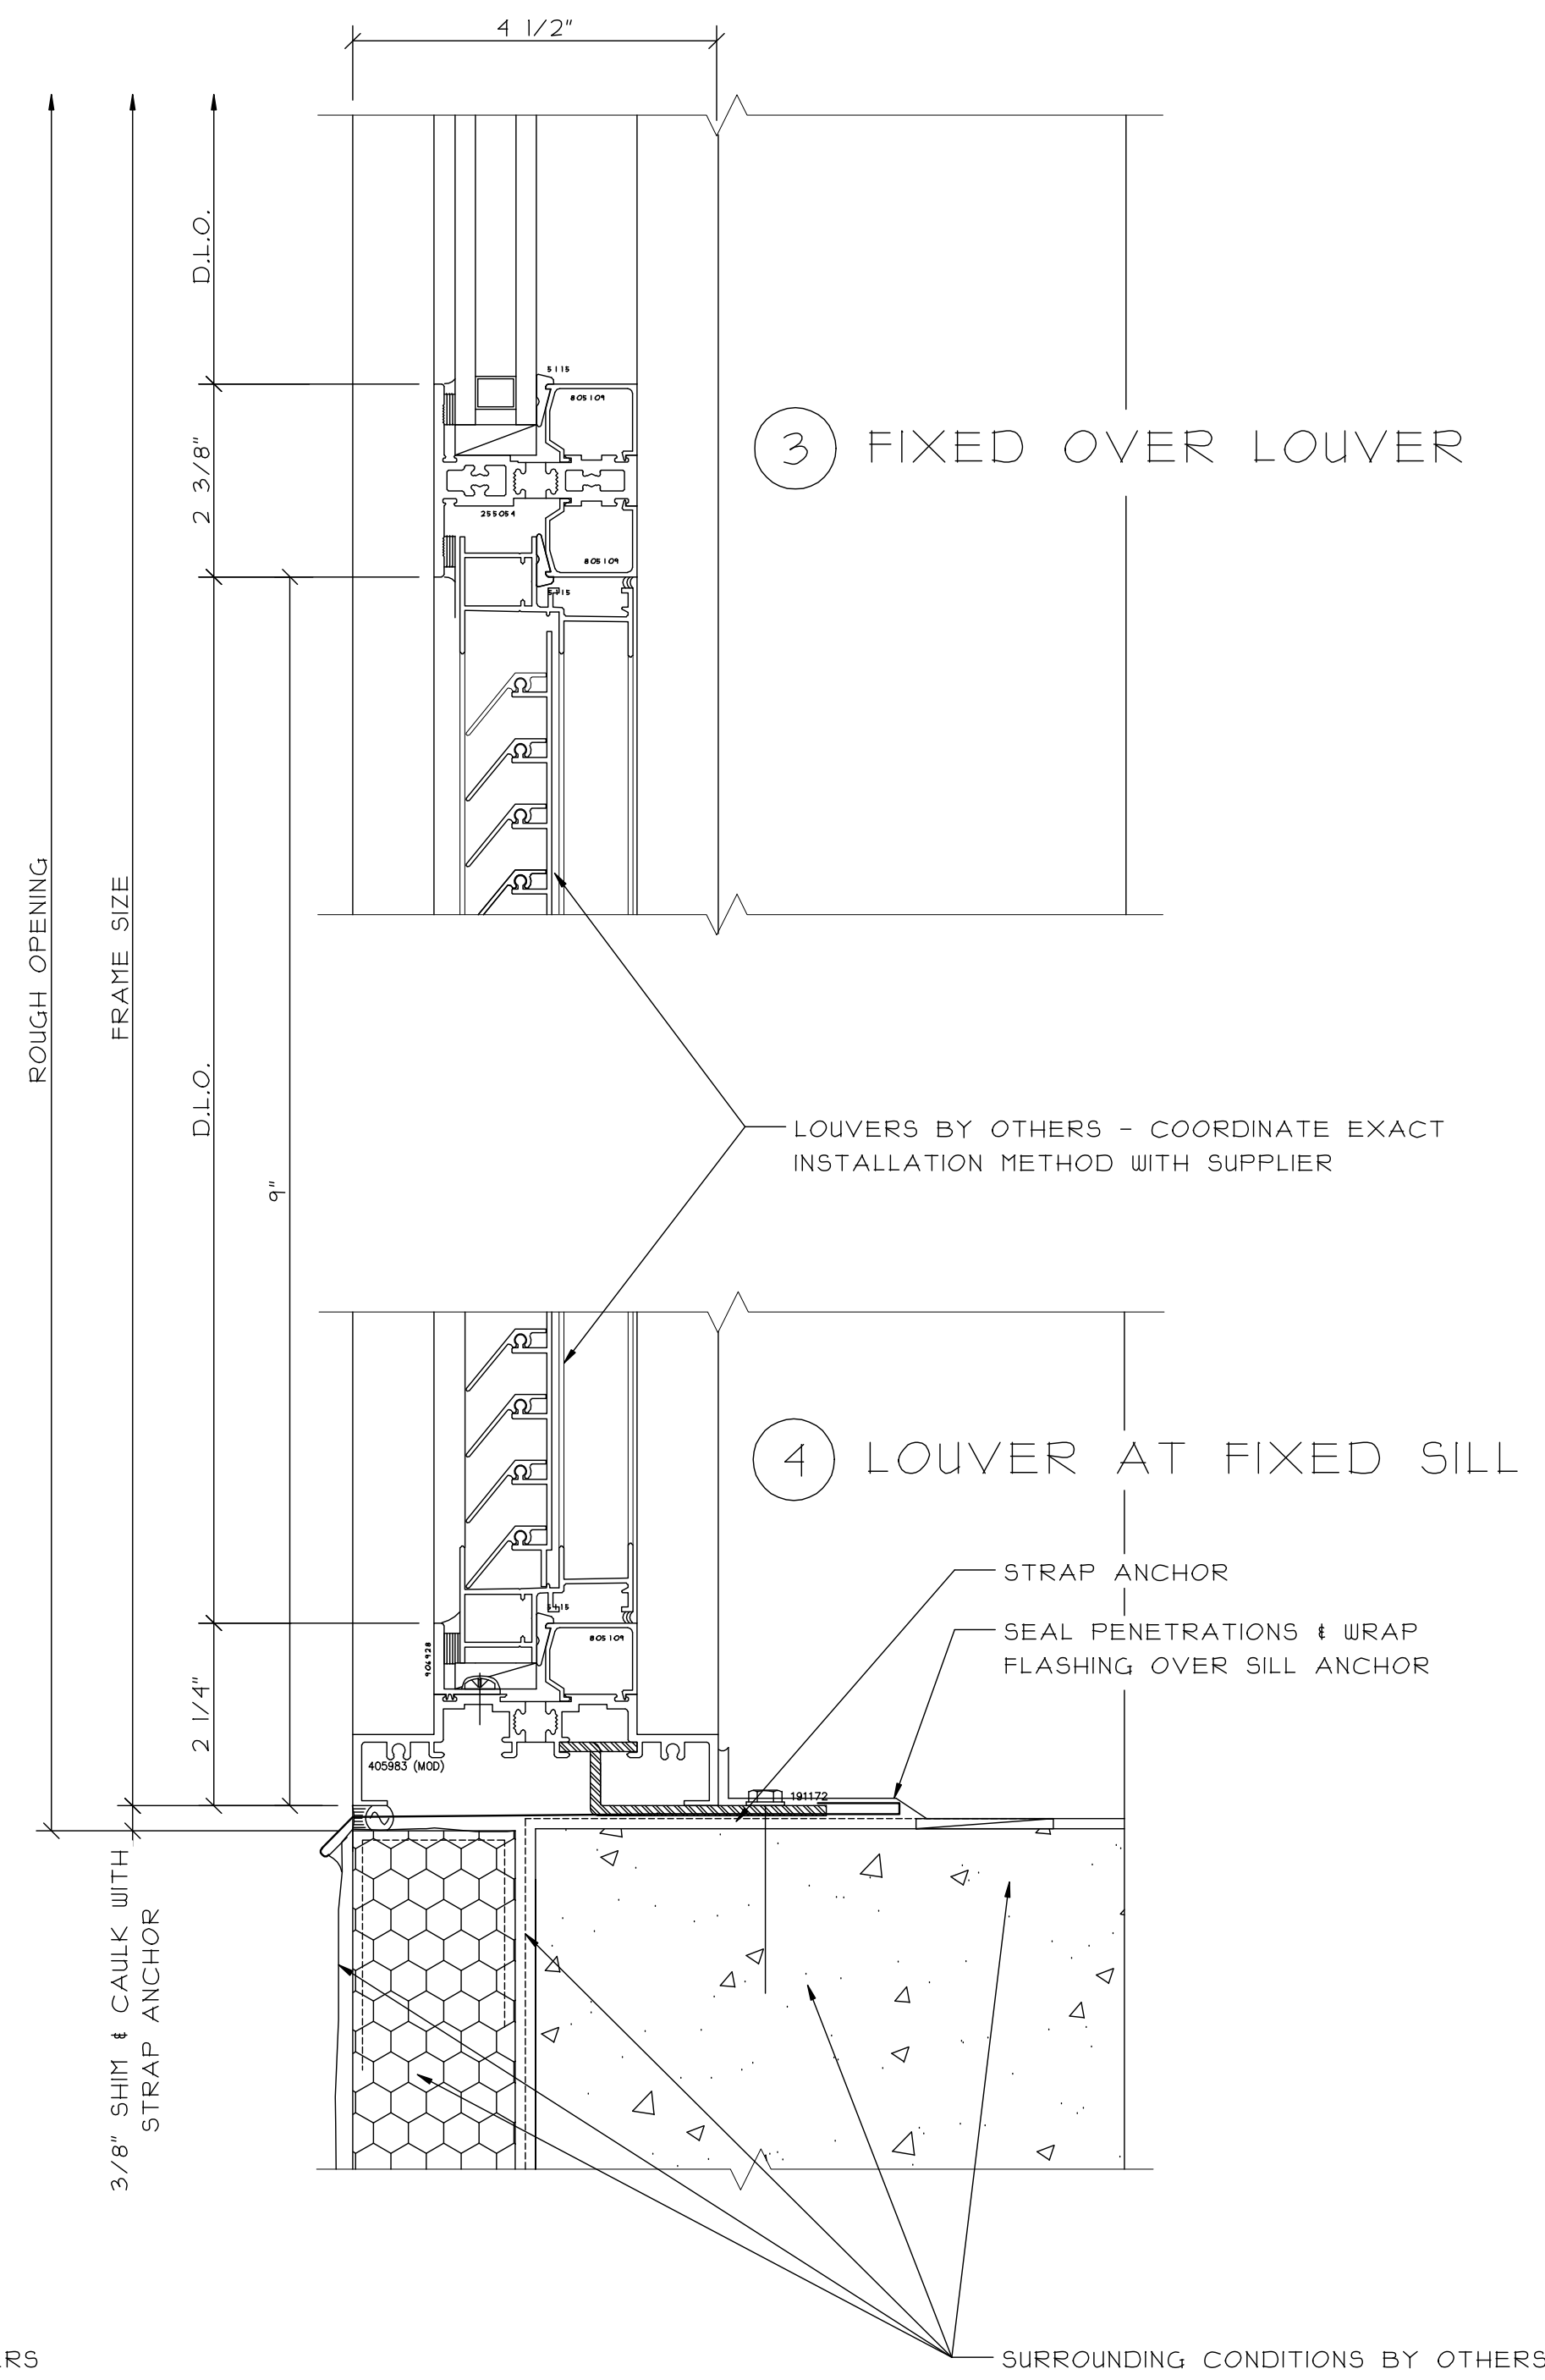 4 1/2"
D.L.O.
5115
805109
3 FIXED OVER LOUVER
2 3/8"
255054
805109
5115
ROUGH OPENING
FRAME SIZE
D.L.O.
LOUVERS BY OTHERS - COORDINATE EXACT
INSTALLATION METHOD WITH SUPPLIER
9"
4 LOUVER AT FIXED SILL
STRAP ANCHOR
5115
SEAL PENETRATIONS & WRAP
FLASHING OVER SILL ANCHOR
805109
906928
2 1/4"
405983 (MOD)
191172
3/8" SHIM & CAULK WITH
STRAP ANCHOR
SURROUNDING CONDITIONS BY OTHERS